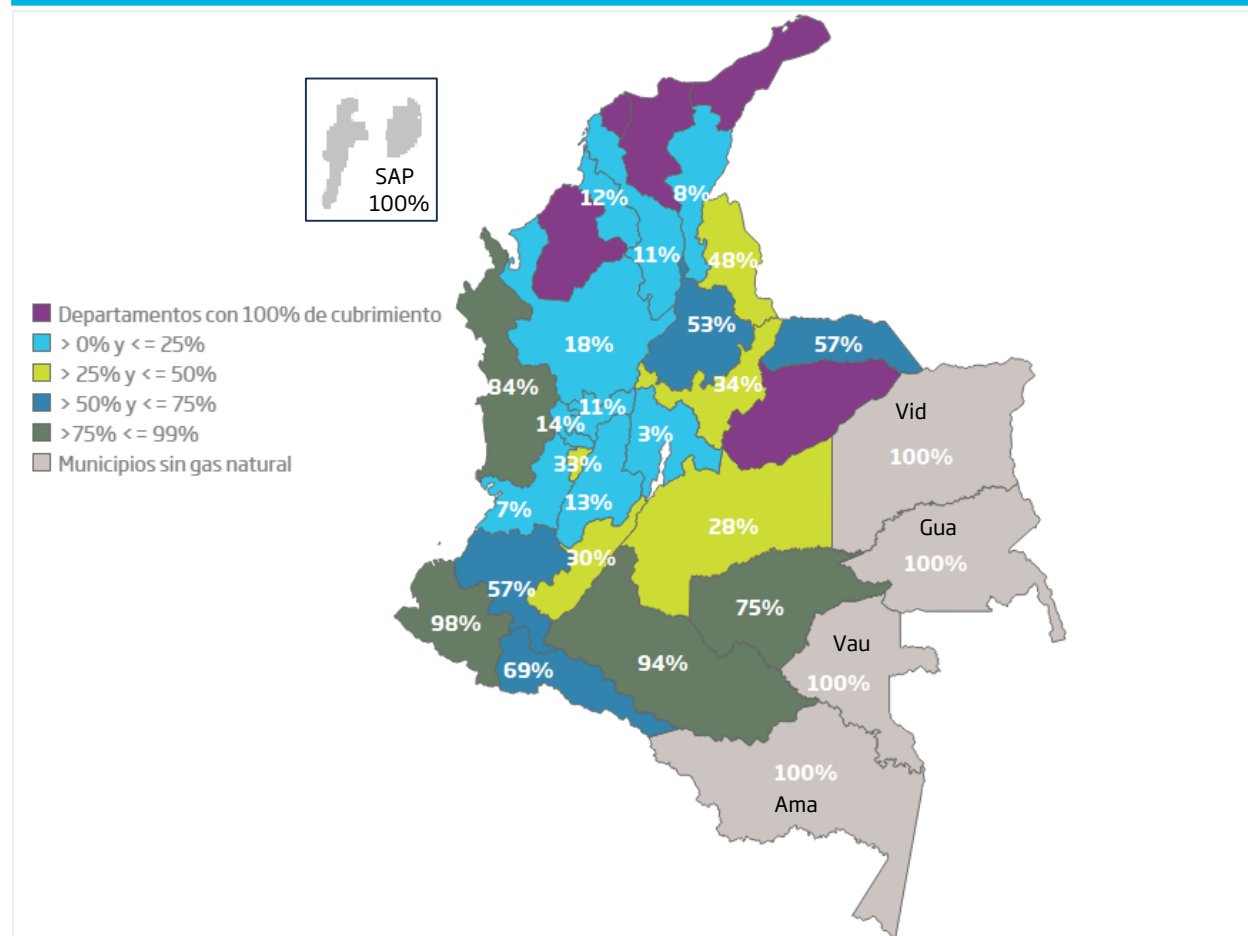 SAP
100%
12%
8%
11%
48%
Departamentos con 100% de cubrimiento
> 0% y <= 25%
> 25% y <= 50%
> 50% y <= 75%
>75% <= 99%
Municipios sin gas natural
53%
18%
57%
84%
34%
11%
14%
3%
Vid
100%
33%
13%
7%
28%
Gua
100%
30%
57%
75%
98%
Vau
100%
94%
69%
100%
Ama